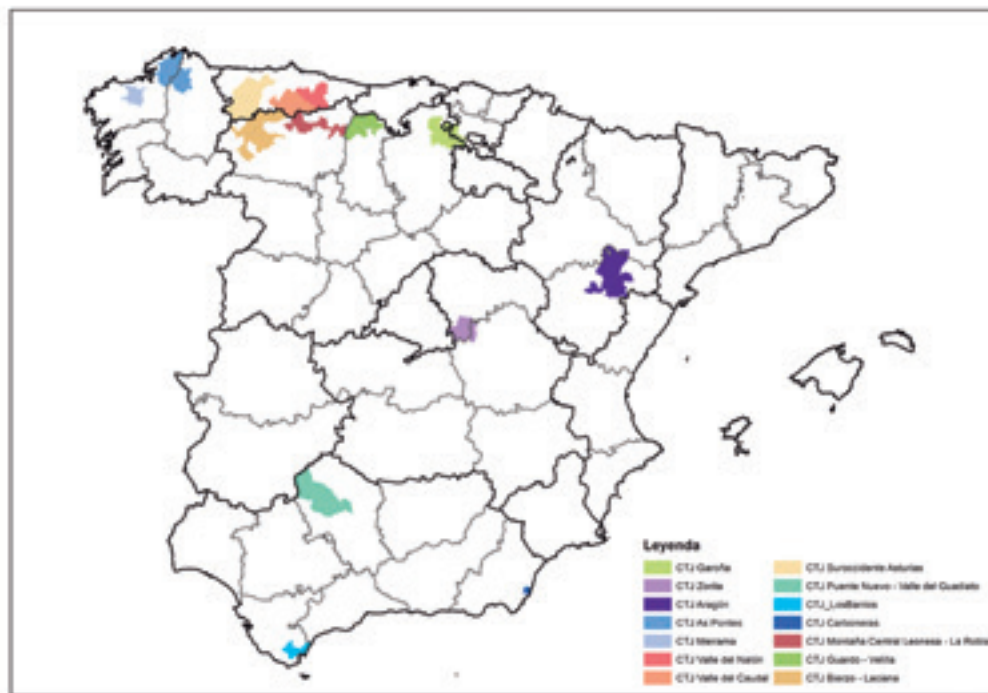 Leyenda
CTJ Garoña
CTJ Zorita
CTJ Aragón
CTJ As Pontes
CTJ Meirama
CTJ Valle del Nalón
CTJ Valle del Caudal
CTJ Suroccidente Asturias
CTJ Puente Nuevo - Valle del Guadiato
CTJ_LosBarrios
CTJ Carboneras
CTJ Montaña Central Leonesa - La Robla
CTJ Guardo - Velilla
CTJ Bierzo - Laciana